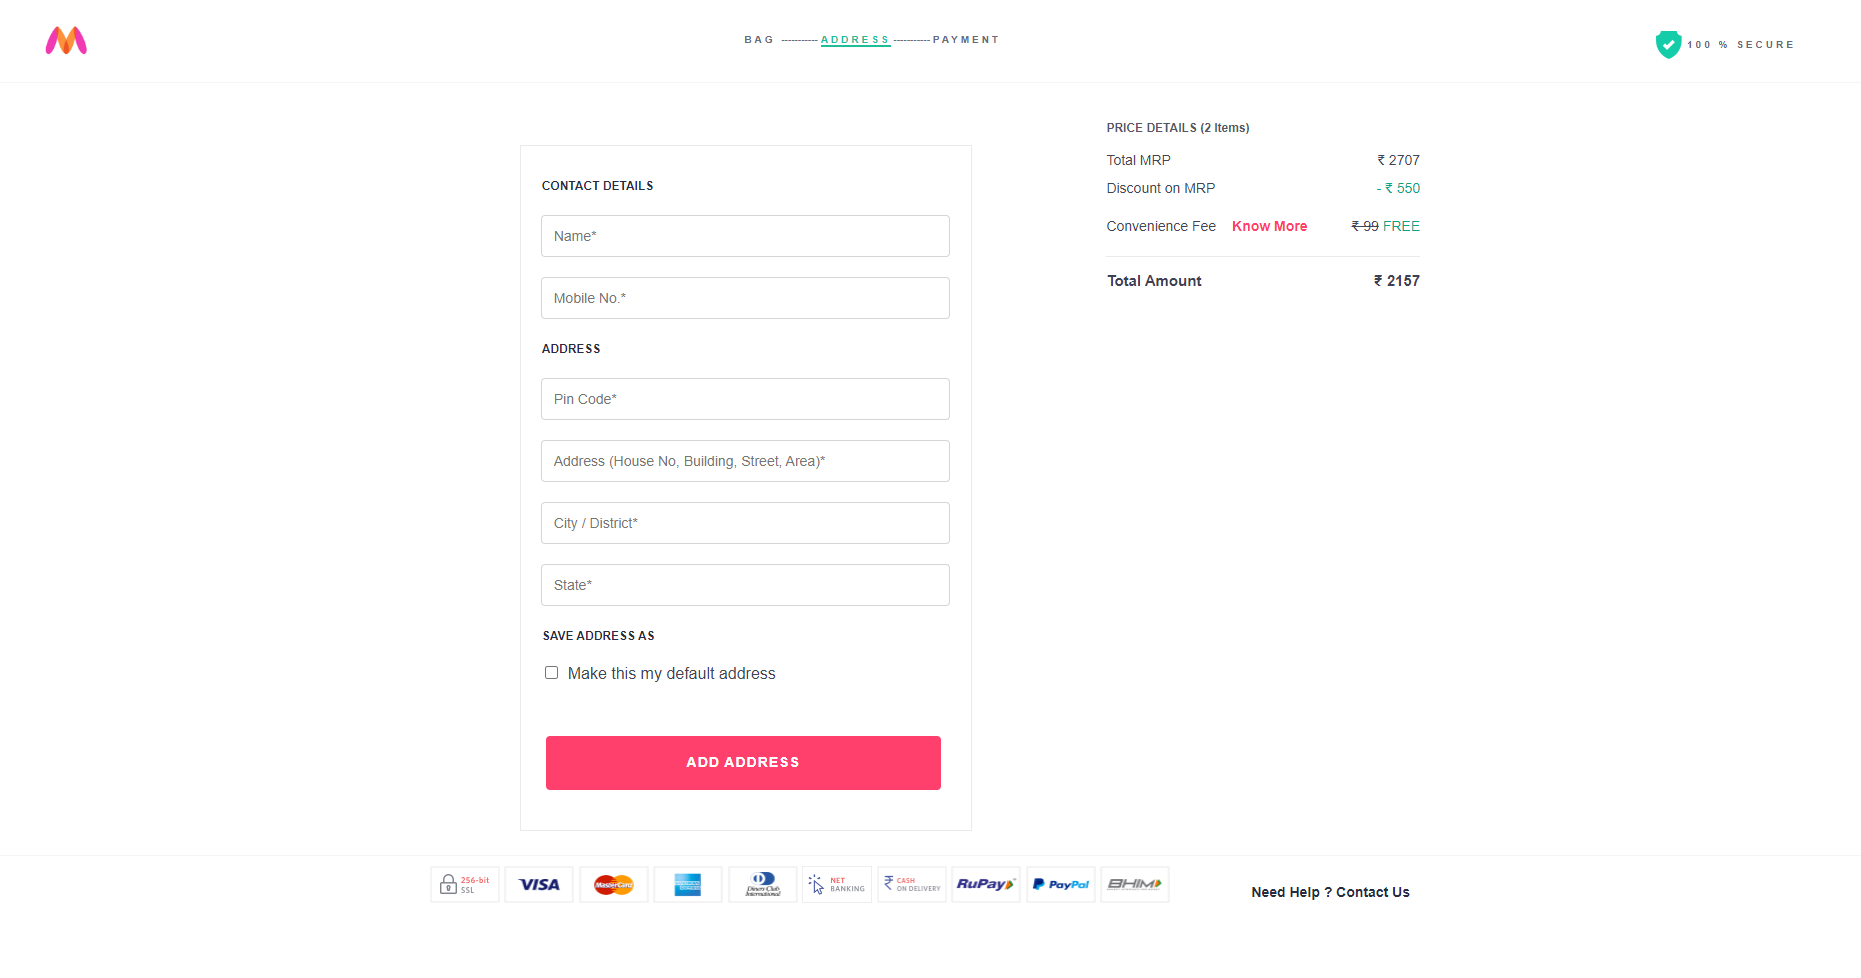 BAG ----------- ADDRESS ----------- PAYMENT
100 % SECURE
CONTACT DETAILS
Name*
Mobile No.*
ADDRESS
Pin Code*
Address (House No, Building, Street, Area)*
City / District*
State*
SAVE ADDRESS AS
Make this my default address
ADD ADDRESS
PRICE DETAILS (2 Items)
Total MRP ₹ 2707
Discount on MRP - ₹ 550
Convenience Fee Know More ₹ 99 FREE
Total Amount ₹ 2157
256-bit
SSL
VISA
MasterCard
Diners Club
International
NET
BANKING
CASH
ON DELIVERY
RuPay
PayPal
BHIM
Need Help ? Contact Us